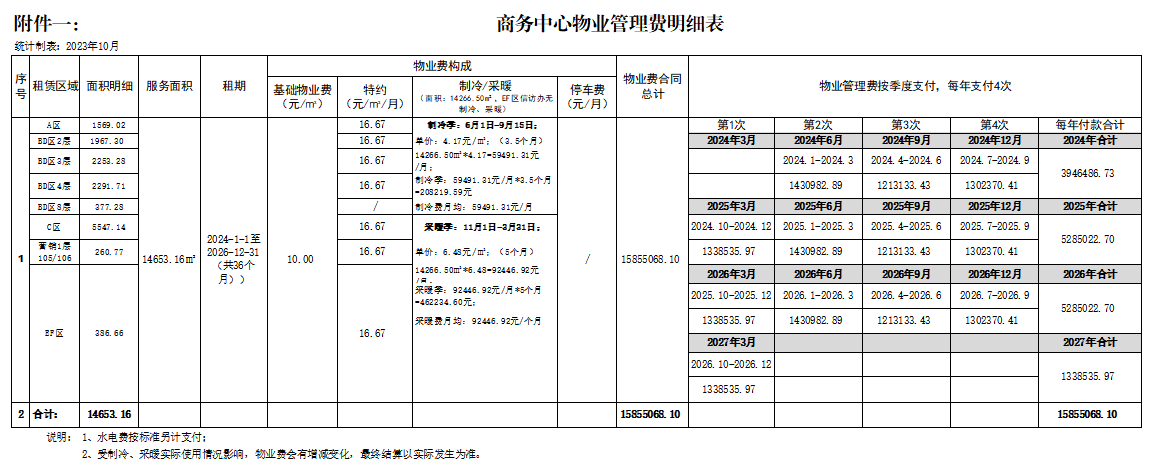 附件一：
商务中心物业管理费明细表
统计制表：2023年10月
序号 租赁区域 面积明细 服务面积 租期 物业费构成 物业费合同总计 物业管理费按季度支付，每年支付4次
基础物业费（元/㎡） 特约（元/㎡/月） 制冷/采暖（面积：14266.50㎡，EF区信访办无制冷、采暖） 停车费（元/月）
1 14653.16㎡ 2024-1-1至2026-12-31（共36个月）） 10.00 / 15855068.10
A区 1569.02 16.67 制冷季：6月1日-9月15日； 第1次 第2次 第3次 第4次 每年付款合计
BD区2层 1967.30 16.67 单价：4.17元/㎡；（3.5个月） 2024年3月 2024年6月 2024年9月 2024年12月 2024年合计
BD区3层 2253.28 16.67 14266.50㎡*4.17=59491.31元/月； 2024.1-2024.3 2024.4-2024.6 2024.7-2024.9 3946486.73
BD区4层 2291.71 16.67 制冷季：59491.31元/月*3.5个月=208219.59元 1430982.89 1213133.43 1302370.41
BD区8层 377.28 / 制冷费月均：59491.31元/月 2025年3月 2025年6月 2025年9月 2025年12月 2025年合计
C区 5547.14 16.67 采暖季：11月1日-3月31日； 2024.10-2024.12 2025.1-2025.3 2025.4-2025.6 2025.7-2025.9 5285022.70
营销1层105/106 260.77 16.67 单价：6.48元/㎡；（5个月） 1338535.97 1430982.89 1213133.43 1302370.41
EF区 386.66 16.67 14266.50㎡*6.48=92446.92元/月； 2026年3月 2026年6月 2026年9月 2026年12月 2026年合计
采暖季：92446.92元/月*5个月=462234.60元； 2025.10-2025.12 2026.1-2026.3 2026.4-2026.6 2026.7-2026.9 5285022.70
采暖费月均：92446.92元/个月 1338535.97 1430982.89 1213133.43 1302370.41
2027年3月 2027年合计
2026.10-2026.12 1338535.97
1338535.97
2 合计： 14653.16 15855068.10 15855068.10
说明： 1、水电费按标准另计支付；
2、受制冷、采暖实际使用情况影响，物业费会有增减变化，最终结算以实际发生为准。